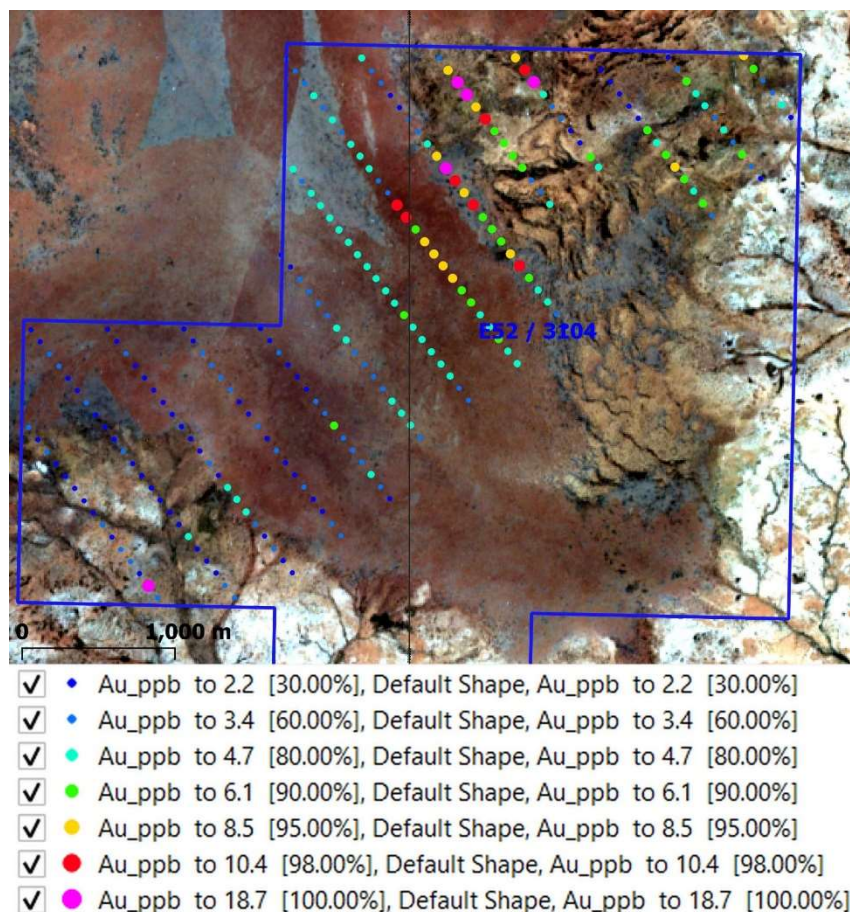 E52 / 3104
0 1,000 m
Au_ppb to 2.2 [30.00%], Default Shape, Au_ppb to 2.2 [30.00%]
Au_ppb to 3.4 [60.00%], Default Shape, Au_ppb to 3.4 [60.00%]
Au_ppb to 4.7 [80.00%], Default Shape, Au_ppb to 4.7 [80.00%]
Au_ppb to 6.1 [90.00%], Default Shape, Au_ppb to 6.1 [90.00%]
Au_ppb to 8.5 [95.00%], Default Shape, Au_ppb to 8.5 [95.00%]
Au_ppb to 10.4 [98.00%], Default Shape, Au_ppb to 10.4 [98.00%]
Au_ppb to 18.7 [100.00%], Default Shape, Au_ppb to 18.7 [100.00%]